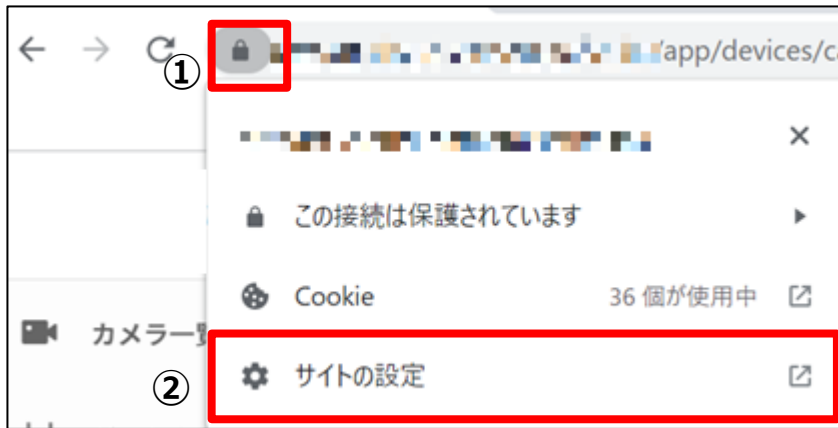 ①
/app/devices/c
この接続は保護されています
Cookie 36 個が使用中
カメラ一
② サイトの設定